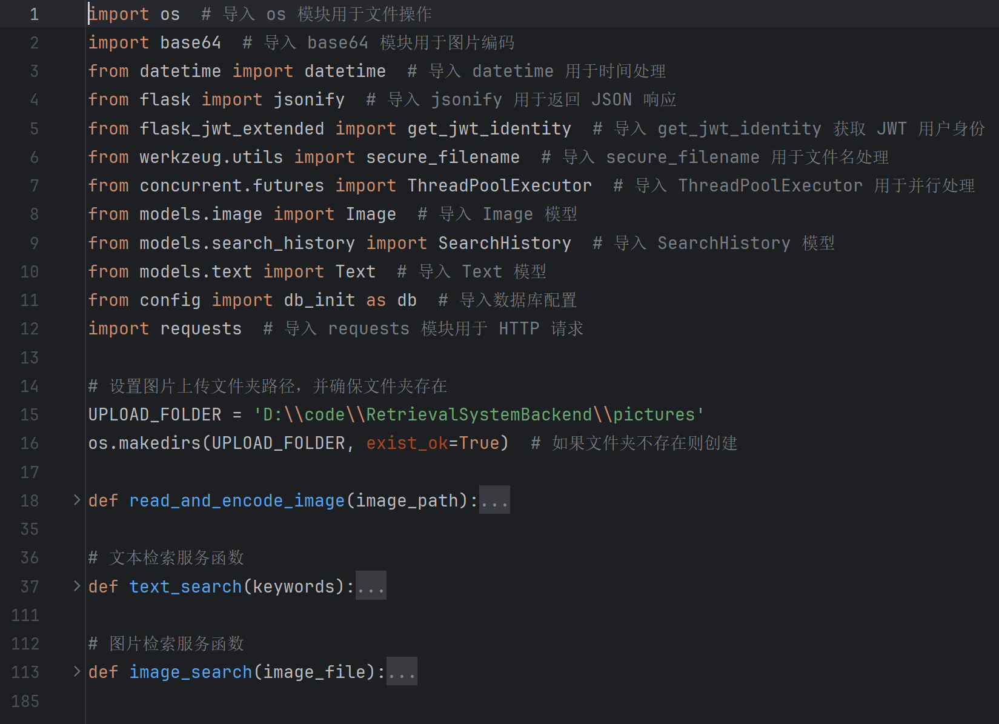 1 import os  # 导入 os 模块用于文件操作
2 import base64  # 导入 base64 模块用于图片编码
3 from datetime import datetime  # 导入 datetime 用于时间处理
4 from flask import jsonify  # 导入 jsonify 用于返回 JSON 响应
5 from flask_jwt_extended import get_jwt_identity  # 导入 get_jwt_identity 获取 JWT 用户身份
6 from werkzeug.utils import secure_filename  # 导入 secure_filename 用于文件名处理
7 from concurrent.futures import ThreadPoolExecutor  # 导入 ThreadPoolExecutor 用于并行处理
8 from models.image import Image  # 导入 Image 模型
9 from models.search_history import SearchHistory  # 导入 SearchHistory 模型
10 from models.text import Text  # 导入 Text 模型
11 from config import db_init as db  # 导入数据库配置
12 import requests  # 导入 requests 模块用于 HTTP 请求
13
14 # 设置图片上传文件夹路径，并确保文件夹存在
15 UPLOAD_FOLDER = 'D:\\code\\RetrievalSystemBackend\\pictures'
16 os.makedirs(UPLOAD_FOLDER, exist_ok=True)  # 如果文件夹不存在则创建
17
18 def read_and_encode_image(image_path):...
35
36 # 文本检索服务函数
37 def text_search(keywords):...
111
112 # 图片检索服务函数
113 def image_search(image_file):...
185